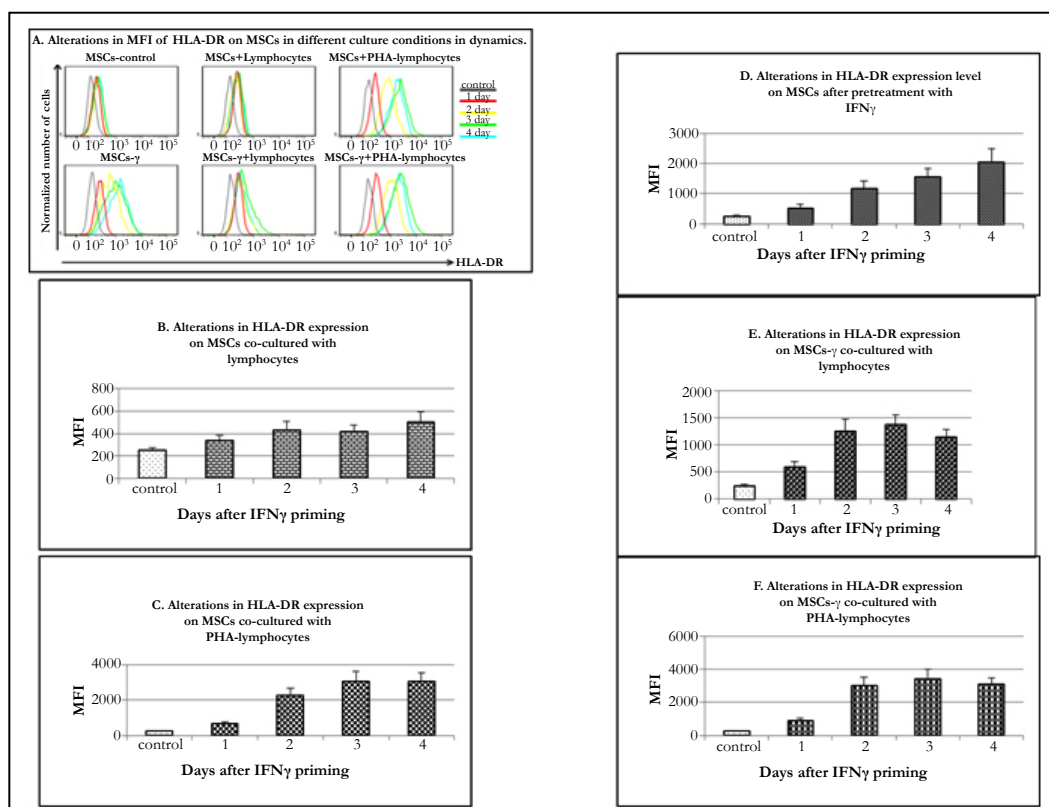 A. Alterations in MFI of HLA-DR on MSCs in different culture conditions in dynamics.
MSCs-control
MSCs+Lymphocytes
MSCs+PHA-lymphocytes
control
1 day
2 day
3 day
4 day
0 10² 10³ 10⁴ 10⁵
0 10² 10³ 10⁴ 10⁵
0 10² 10³ 10⁴ 10⁵
MSCs-γ
MSCs-γ+lymphocytes
MSCs-γ+PHA-lymphocytes
0 10² 10³ 10⁴ 10⁵
0 10² 10³ 10⁴ 10⁵
0 10² 10³ 10⁴ 10⁵
Normalized number of cells
HLA-DR
B. Alterations in HLA-DR expression
on MSCs co-cultured with
lymphocytes
MFI
800
600
400
200
0
control 1 2 3 4
Days after IFNγ priming
C. Alterations in HLA-DR expression
on MSCs co-cultured with
PHA-lymphocytes
MFI
4000
2000
0
control 1 2 3 4
Days after IFNγ priming
D. Alterations in HLA-DR expression level
on MSCs after pretreatment with
IFNγ
MFI
3000
2000
1000
0
control 1 2 3 4
Days after IFNγ priming
E. Alterations in HLA-DR expression
on MSCs-γ co-cultured with
lymphocytes
MFI
2000
1500
1000
500
0
control 1 2 3 4
Days after IFNγ priming
F. Alterations in HLA-DR expression
on MSCs-γ co-cultured with
PHA-lymphocytes
MFI
6000
4000
2000
0
control 1 2 3 4
Days after IFNγ priming